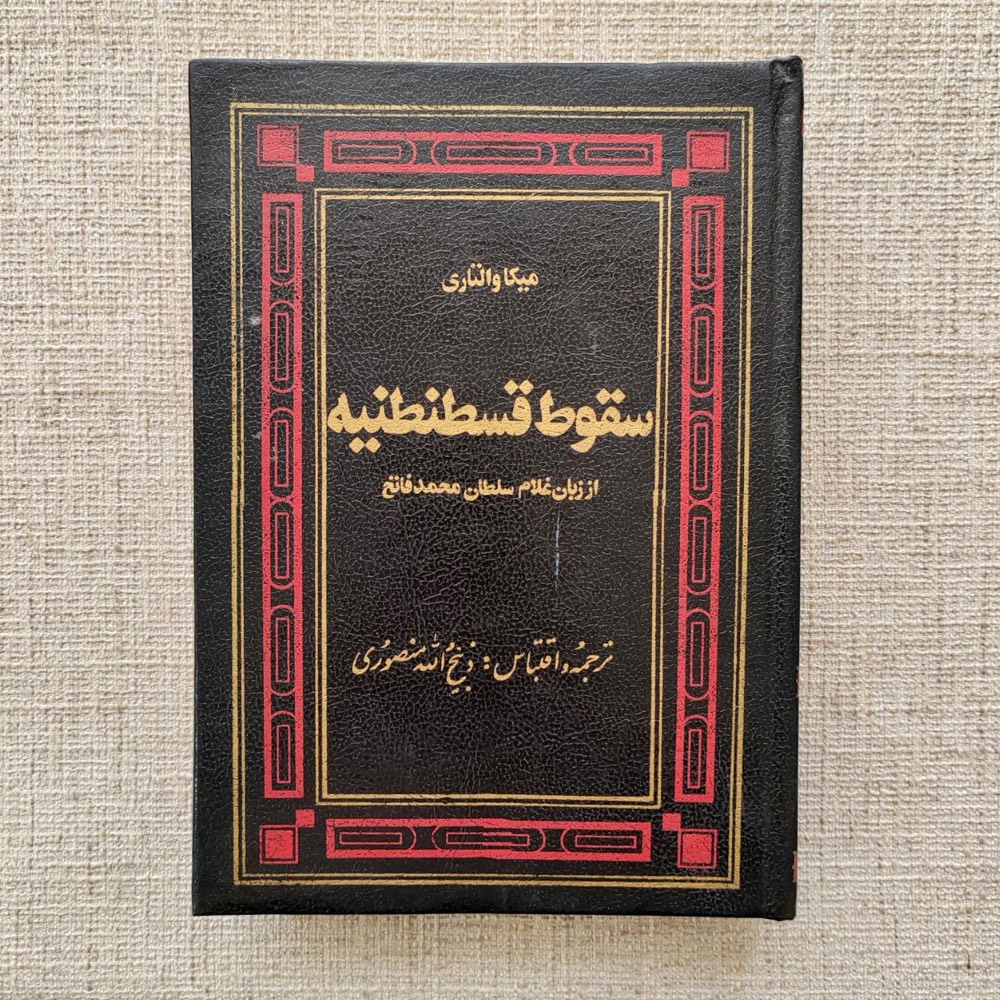 میکا والتاری
سقوط قسطنطنیه
از زبان غلام سلطان محمد فاتح
ترجمه و اقتباس : ذبیح الله منصوری